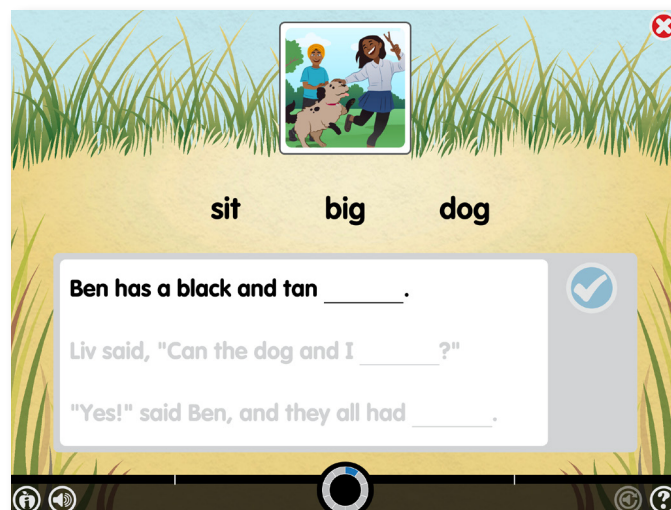 sit big dog
Ben has a black and tan ______.
Liv said, "Can the dog and I ______?"
"Yes!" said Ben, and they all had ______.